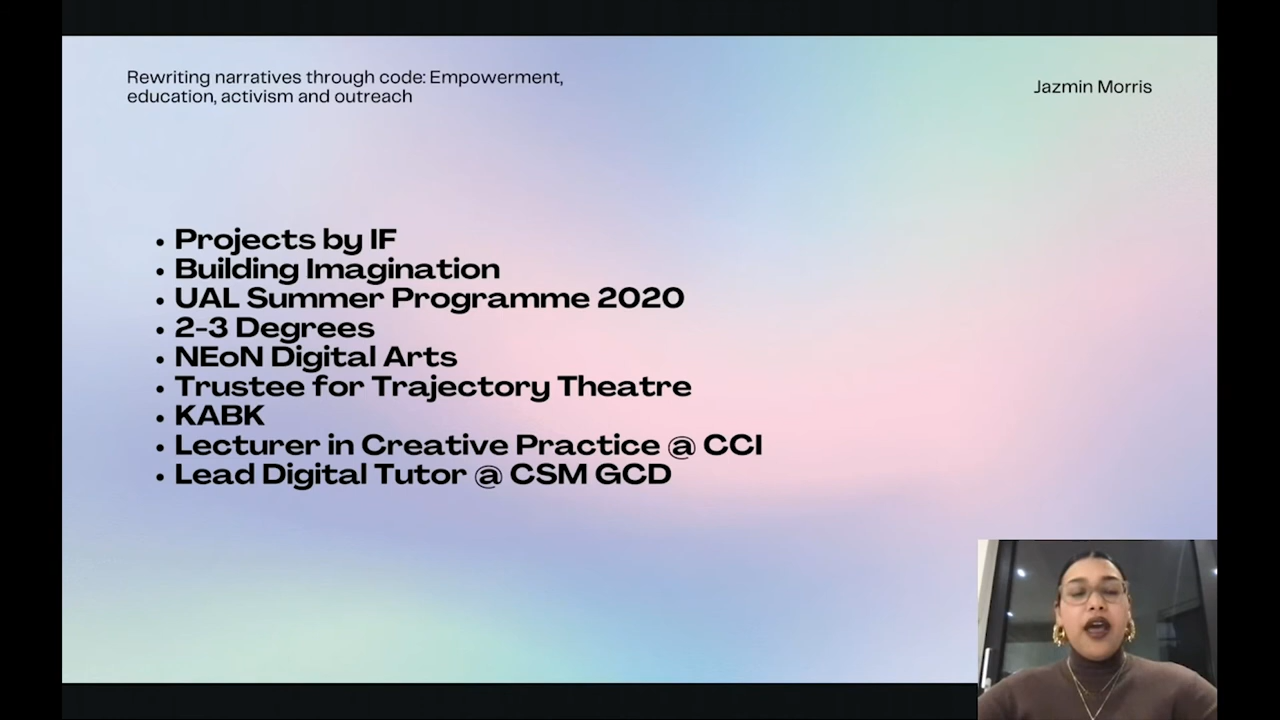 Rewriting narratives through code: Empowerment,
education, activism and outreach
Jazmin Morris
• Projects by IF
• Building Imagination
• UAL Summer Programme 2020
• 2-3 Degrees
• NEoN Digital Arts
• Trustee for Trajectory Theatre
• KABK
• Lecturer in Creative Practice @ CCI
• Lead Digital Tutor @ CSM GCD